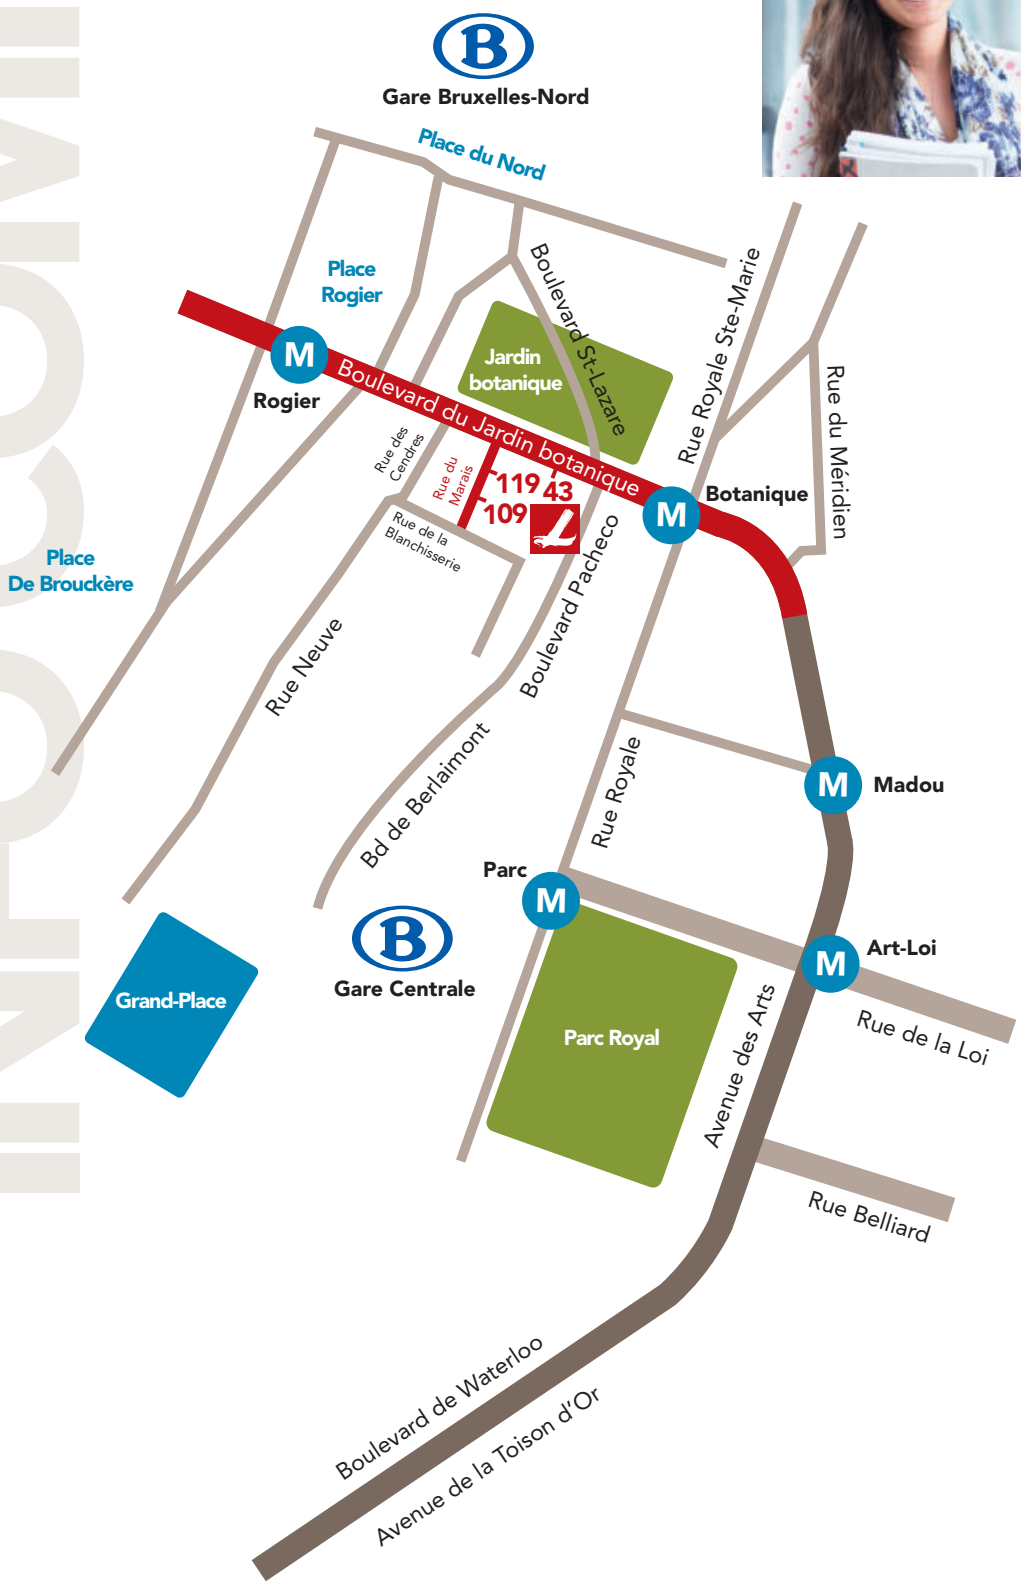 B
Gare Bruxelles-Nord
Place du Nord
Place
Rogier
Boulevard St-Lazare
Rue Royale Ste-Marie
Jardin
botanique
M
Rogier
Boulevard du Jardin botanique
Rue du Méridien
Rue des
Cendres
Rue du
Marais
119
43
109
M
Botanique
Rue de la
Blanchisserie
Place
De Brouckère
Boulevard Pacheco
Rue Neuve
Bd de Berlaimont
Rue Royale
M
Madou
Parc
M
B
Gare Centrale
M
Art-Loi
Grand-Place
Parc Royal
Avenue des Arts
Rue de la Loi
Rue Belliard
Boulevard de Waterloo
Avenue de la Toison d'Or